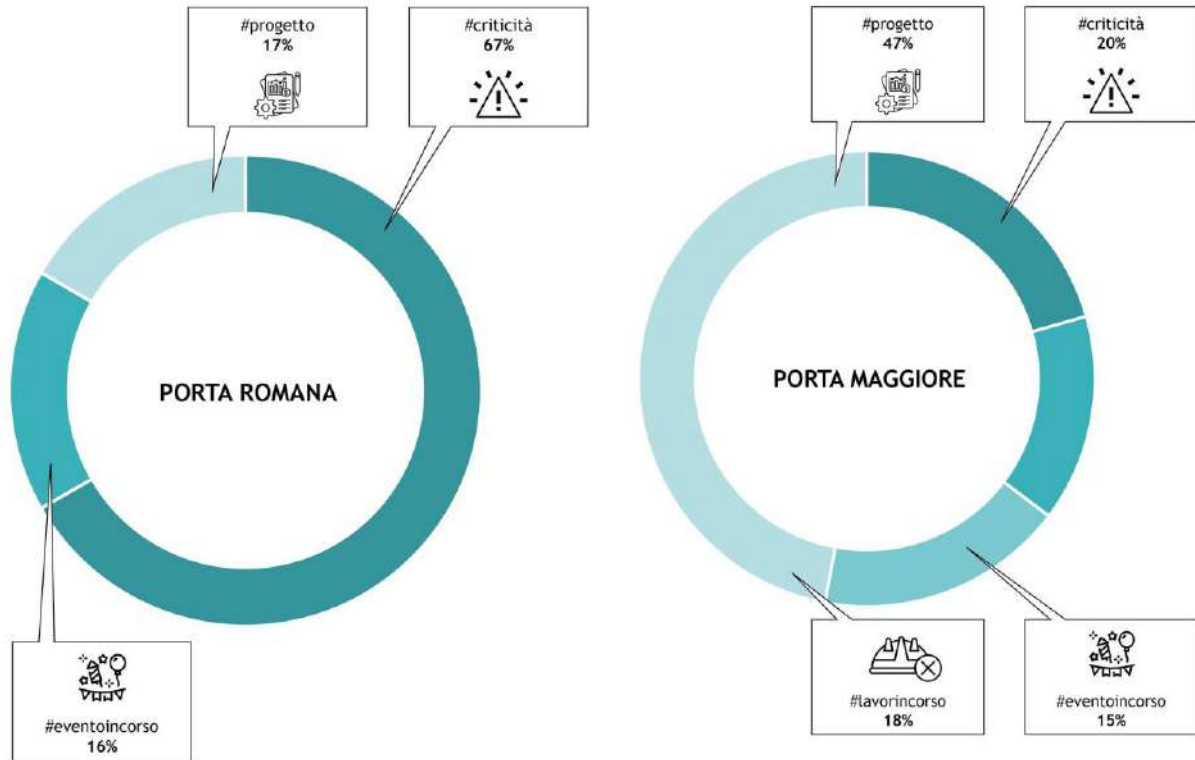 #progetto
17%
#criticità
67%
PORTA ROMANA
#eventoincorso
16%
#progetto
47%
#criticità
20%
PORTA MAGGIORE
#lavorincorso
18%
#eventoincorso
15%